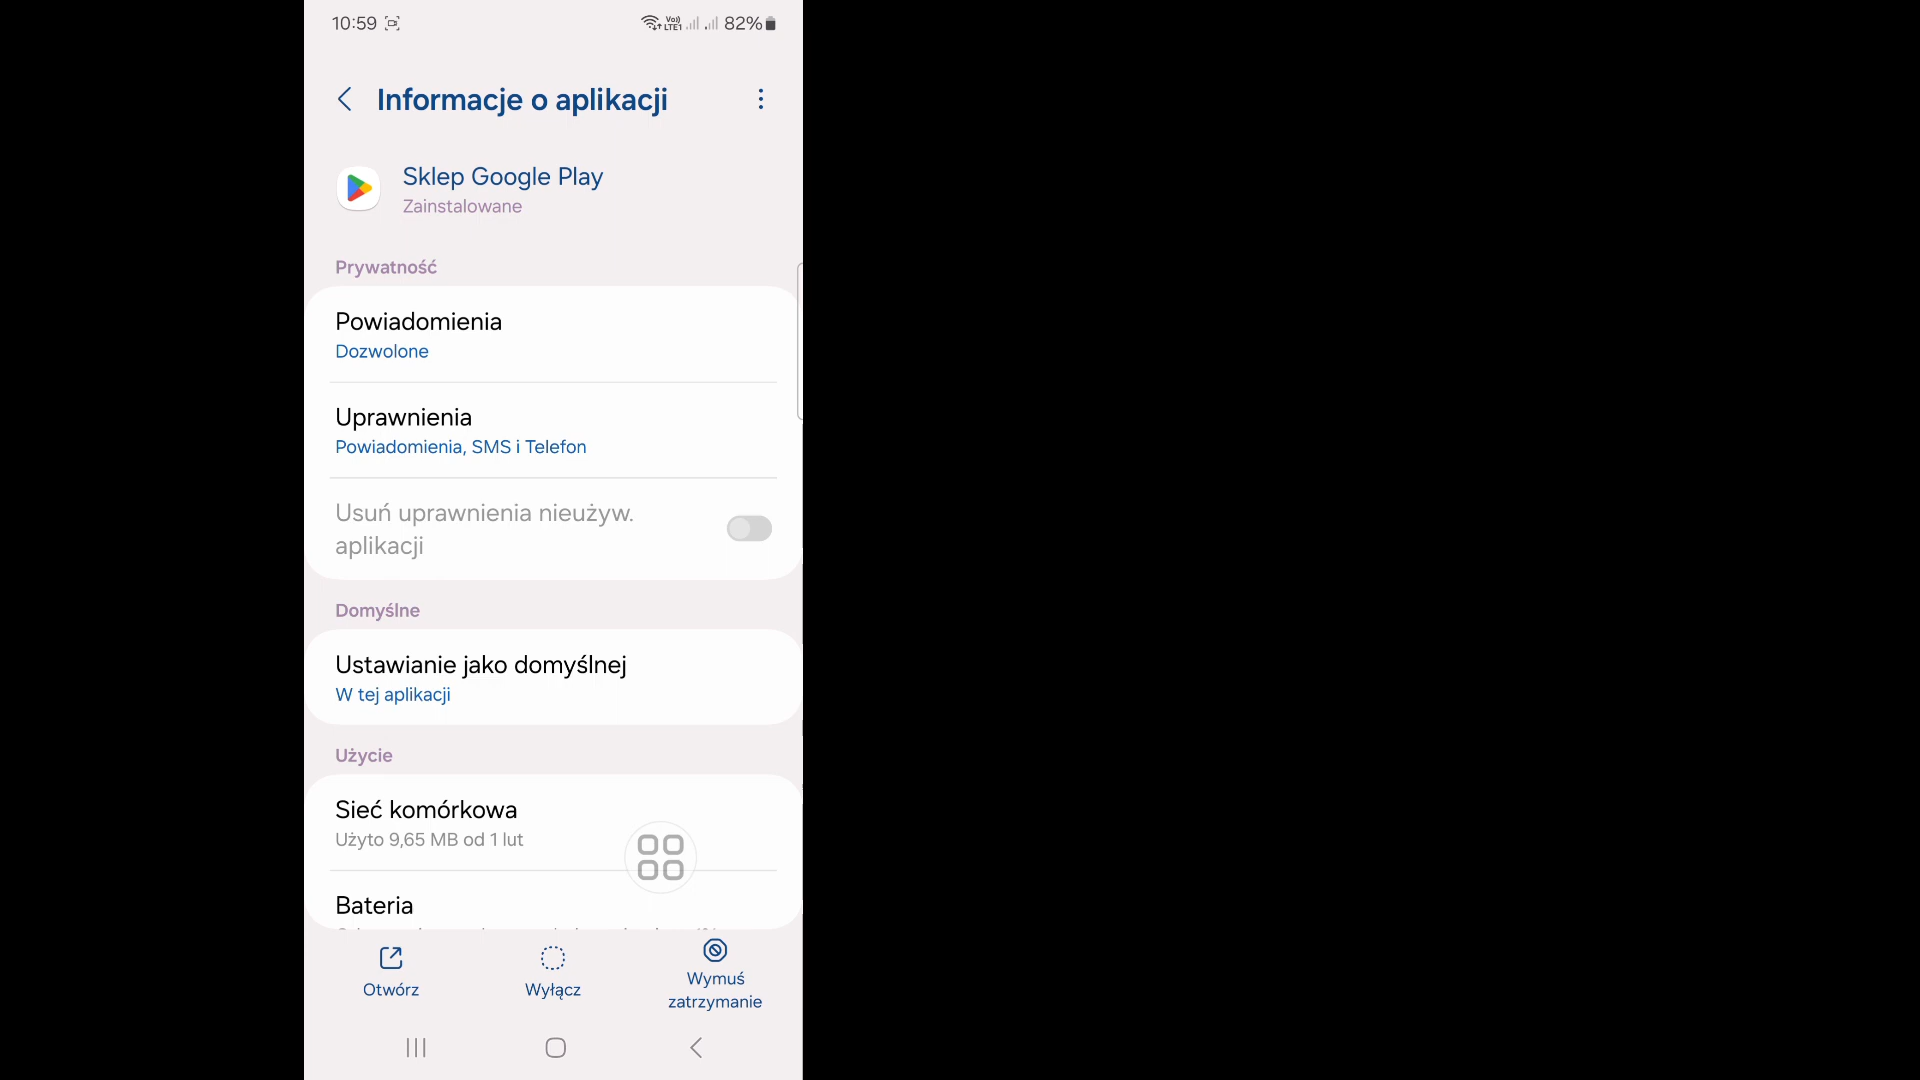 10:59
Vo))
LTE1
82%
Informacje o aplikacji
Sklep Google Play
Zainstalowane
Prywatność
Powiadomienia
Dozwolone
Uprawnienia
Powiadomienia, SMS i Telefon
Usuń uprawnienia nieużyw.
aplikacji
Domyślne
Ustawianie jako domyślnej
W tej aplikacji
Użycie
Sieć komórkowa
Użyto 9,65 MB od 1 lut
Bateria
Otwórz
Wyłącz
Wymuś
zatrzymanie